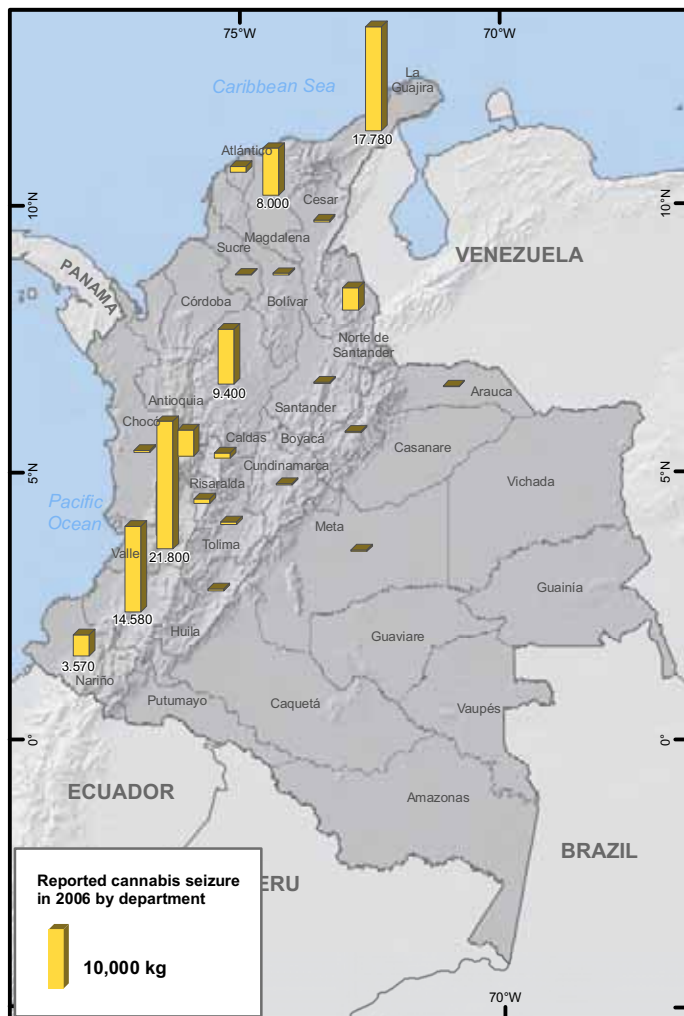 75°W
70°W
La
Guajira
Caribbean Sea
17.780
Atlántico
8.000
Cesar
10°N
10°N
Magdalena
Sucre
VENEZUELA
PANAMA
Córdoba
Bolívar
Norte de
Santander
9.400
Antioquia
Santander
Arauca
Chocó
Caldas
Boyacá
Casanare
Cundinamarca
5°N
5°N
Risaralda
Vichada
Pacific
Ocean
Meta
Valle
21.800
Tolima
Guainía
14.580
Huila
Guaviare
3.570
Nariño
Putumayo
Caquetá
Vaupés
0°
0°
ECUADOR
Amazonas
BRAZIL
ERU
Reported cannabis seizure
in 2006 by department
10,000 kg
70°W